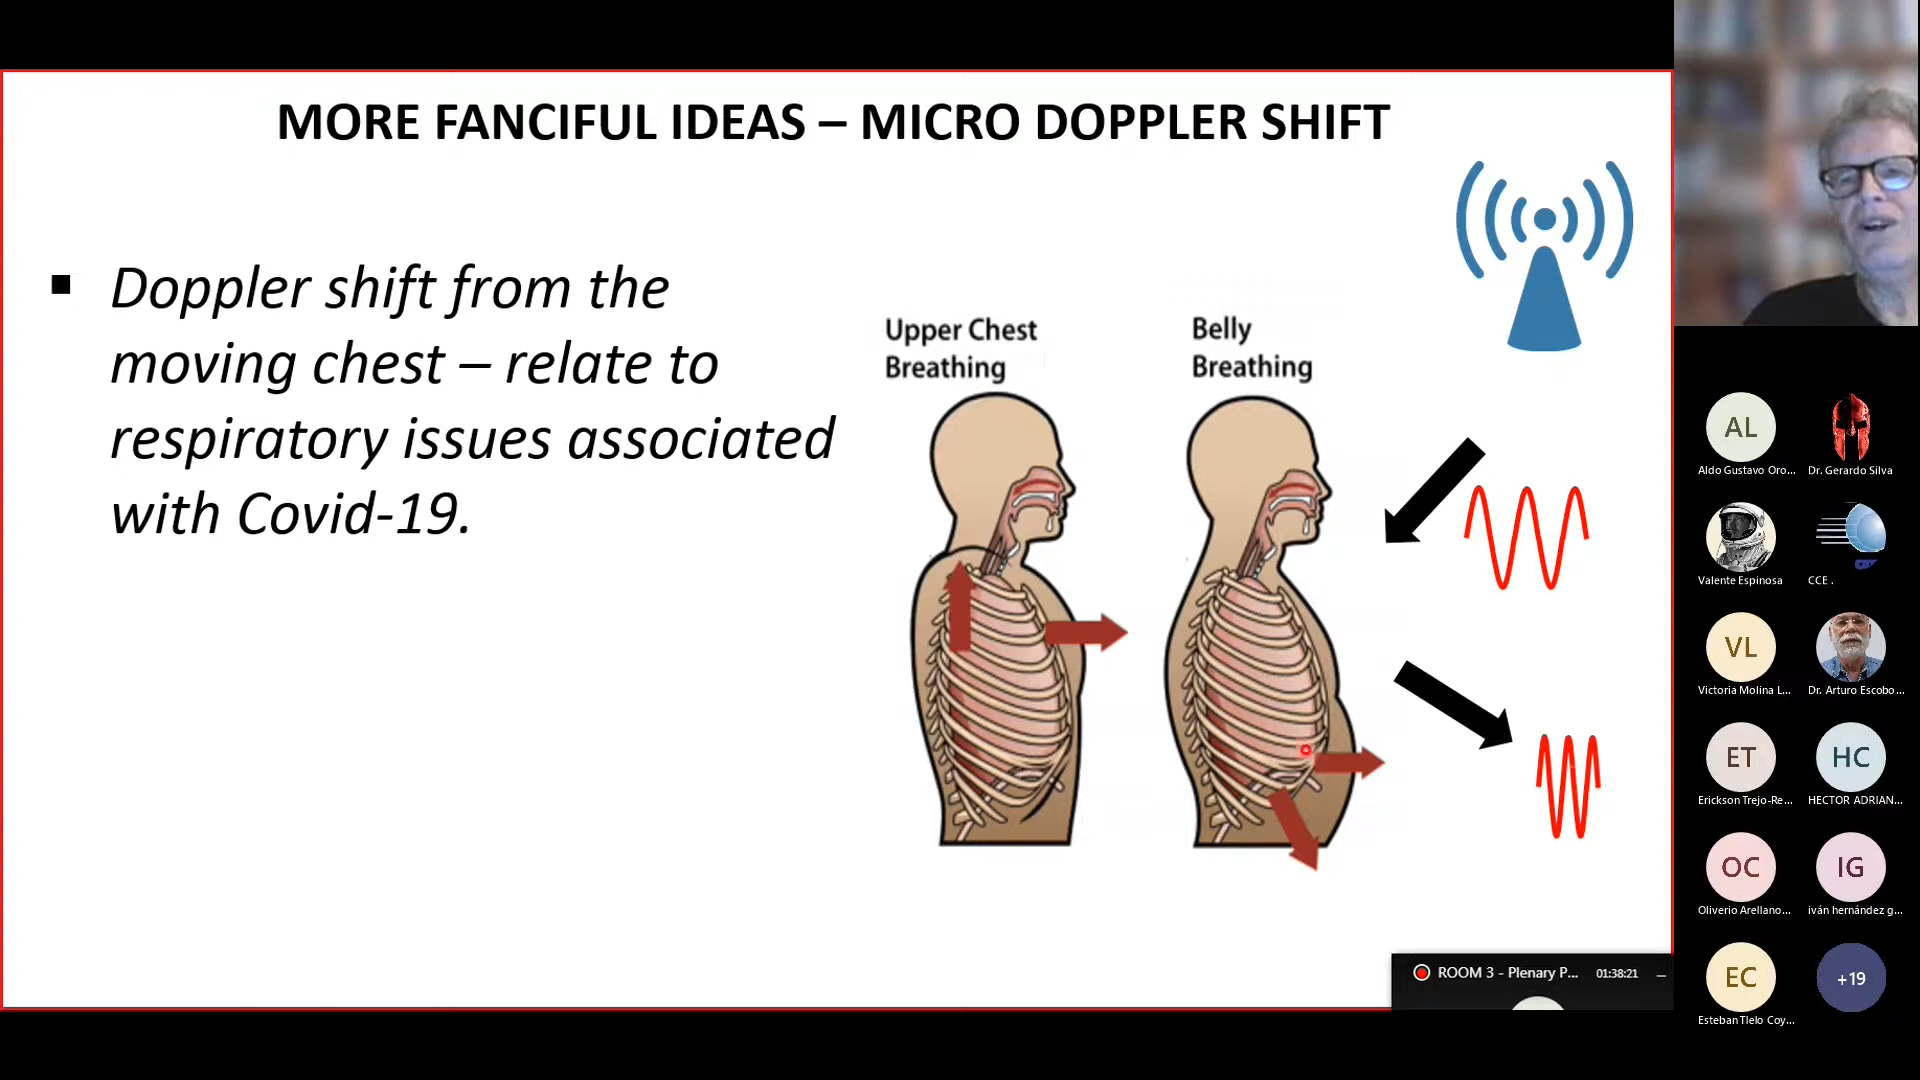 MORE FANCIFUL IDEAS – MICRO DOPPLER SHIFT
▪ Doppler shift from the
moving chest – relate to
respiratory issues associated
with Covid-19.
Upper Chest
Breathing
Belly
Breathing
ROOM 3 - Plenary P... 01:38:21
AL
Aldo Gustavo Oro...
Dr. Gerardo Silva
Valente Espinosa
CCE .
VL
Victoria Molina L...
Dr. Arturo Escobo...
ET
Erickson Trejo-Re...
HC
HECTOR ADRIAN...
OC
Oliverio Arellano...
IG
iván hernández g...
EC
Esteban Tlelo Coy...
+19